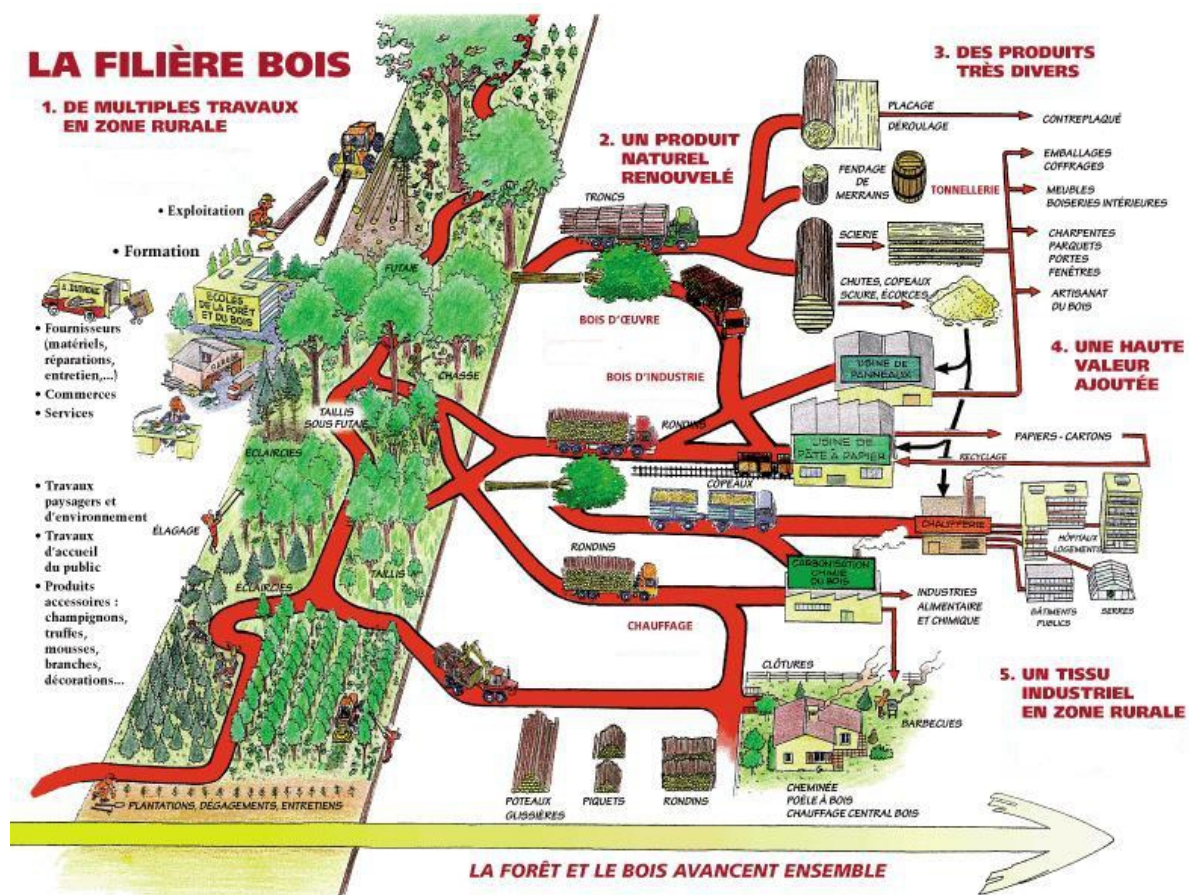 LA FILIÈRE BOIS
1. DE MULTIPLES TRAVAUX
EN ZONE RURALE
• Exploitation
• Formation
ÉCOLES
DE LA FORÊT
ET DU BOIS
GARAGE
• Fournisseurs
(matériels,
réparations,
entretien,...)
• Commerces
• Services
• Travaux
paysagers et
d'environnement
• Travaux
d'accueil
du public
• Produits
accessoires :
champignons,
truffes,
mousses,
branches,
décorations...
FUTAIE
CHASSE
TAILLIS
SOUS FUTAIE
ÉCLAIRCIES
ÉLAGAGE
TAILLIS
ÉCLAIRCIES
PLANTATIONS, DÉGAGEMENTS, ENTRETIENS
2. UN PRODUIT
NATUREL
RENOUVELÉ
TRONCS
BOIS D'ŒUVRE
BOIS D'INDUSTRIE
RONDINS
COPEAUX
RONDINS
CHAUFFAGE
POTEAUX
GLISSIÈRES
PIQUETS
RONDINS
3. DES PRODUITS
TRÈS DIVERS
PLACAGE
DÉROULAGE
CONTREPLAQUÉ
FENDAGE
DE
MERRAINS
TONNELLERIE
SCIERIE
CHUTES, COPEAUX
SCIURE, ÉCORCES
EMBALLAGES
COFFRAGES
MEUBLES
BOISERIES INTÉRIEURES
CHARPENTES
PARQUETS
PORTES
FENÊTRES
ARTISANAT
DU BOIS
4. UNE HAUTE
VALEUR
AJOUTÉE
USINE DE
PANNEAUX
USINE DE
PÂTE À PAPIER
PAPIERS - CARTONS
RECYCLAGE
CHAUFFERIE
HÔPITAUX
LOGEMENTS
BÂTIMENTS
PUBLICS
SERRES
CARBONISATION
CHIMIE
DU BOIS
INDUSTRIES
ALIMENTAIRE
ET CHIMIQUE
5. UN TISSU
INDUSTRIEL
EN ZONE RURALE
CLÔTURES
BARBECUES
CHEMINÉE
POÊLE À BOIS
CHAUFFAGE CENTRAL BOIS
LA FORÊT ET LE BOIS AVANCENT ENSEMBLE